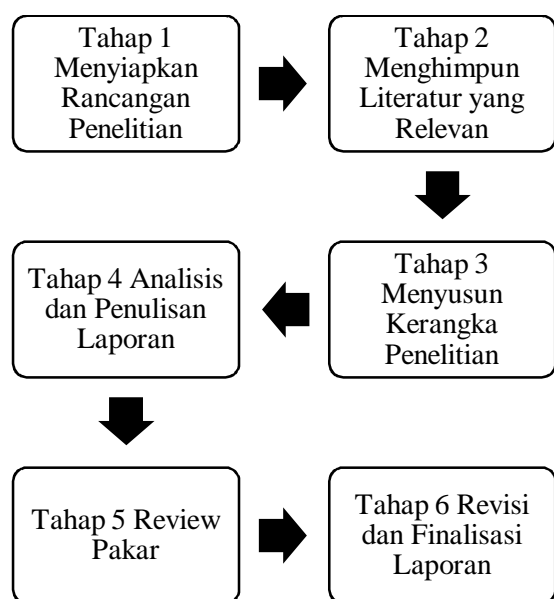 Tahap 1
Menyiapkan
Rancangan
Penelitian
Tahap 2
Menghimpun
Literatur yang
Relevan
Tahap 3
Menyusun
Kerangka
Penelitian
Tahap 4 Analisis
dan Penulisan
Laporan
Tahap 5 Review
Pakar
Tahap 6 Revisi
dan Finalisasi
Laporan